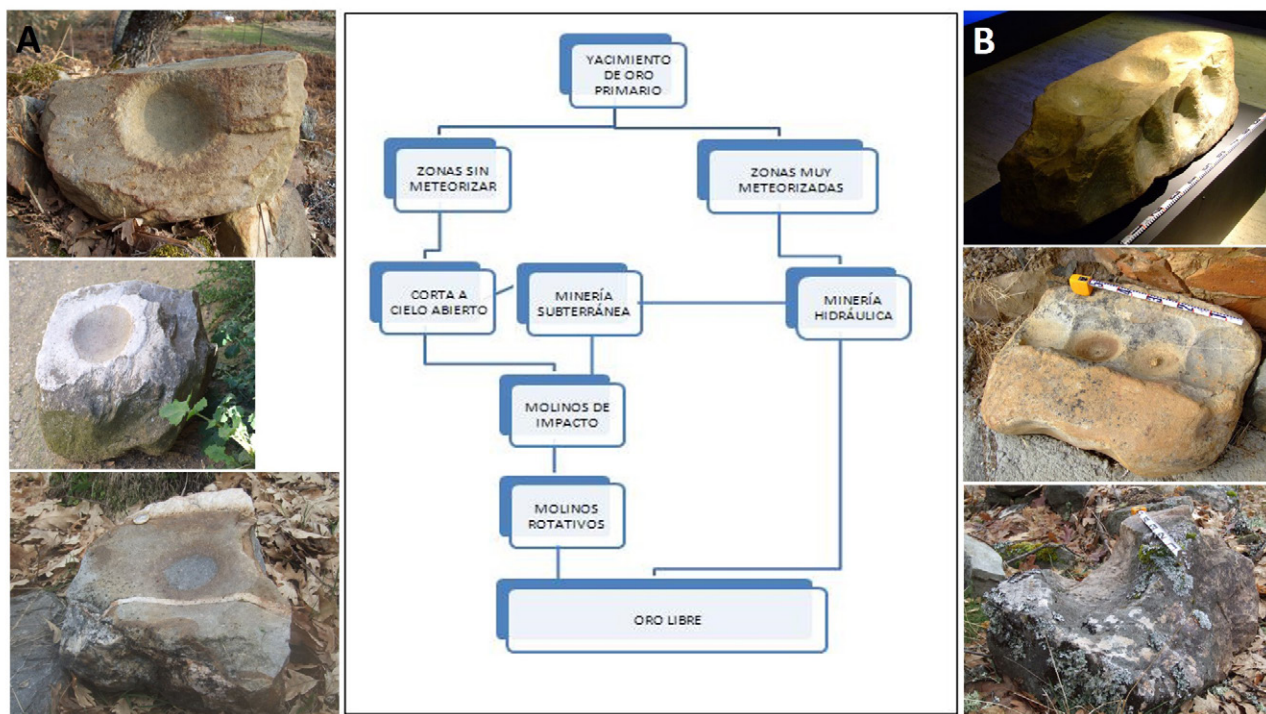 A
B
YACIMIENTO
DE ORO
PRIMARIO
ZONAS SIN
METEORIZAR
ZONAS MUY
METEORIZADAS
CORTA A
CIELO ABIERTO
MINERÍA
SUBTERRÁNEA
MINERÍA
HIDRÁULICA
MOLINOS DE
IMPACTO
MOLINOS
ROTATIVOS
ORO LIBRE